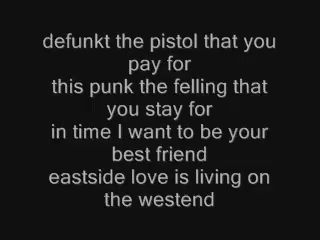 defunkt the pistol that you
pay for
this punk the felling that
you stay for
in time I want to be your
best friend
eastside love is living on
the westend